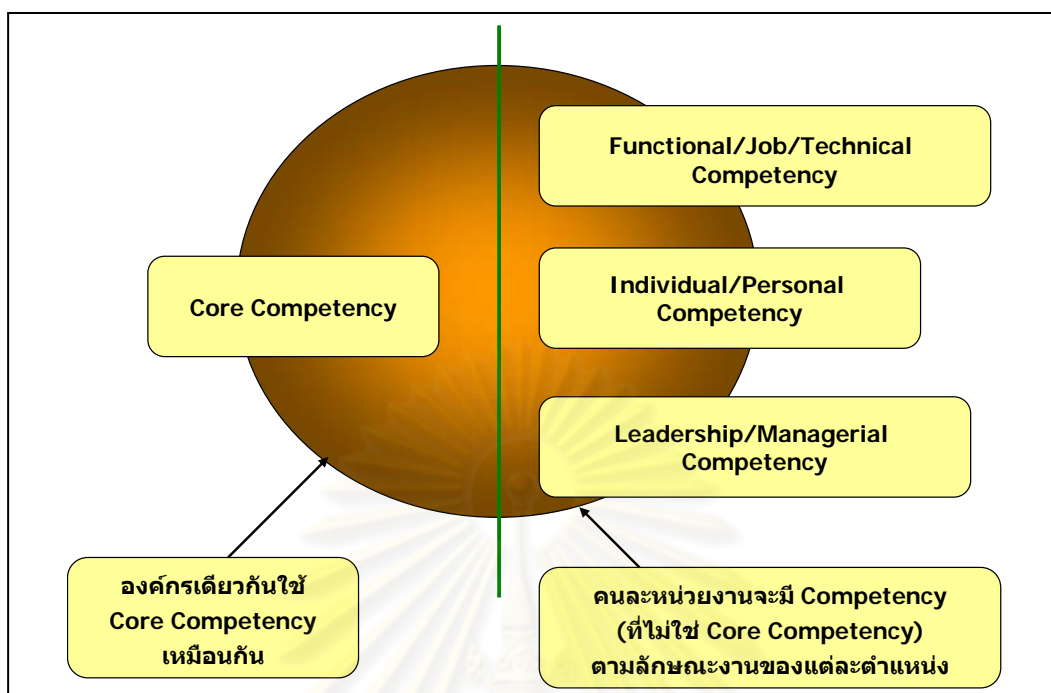 Functional/Job/Technical
Competency
Core Competency
Individual/Personal
Competency
Leadership/Managerial
Competency
องค์กรเดียวกันใช้
Core Competency
เหมือนกัน
คนละหน่วยงานจะมี Competency
(ที่ไม่ใช่ Core Competency)
ตามลักษณะงานของแต่ละตำแหน่ง